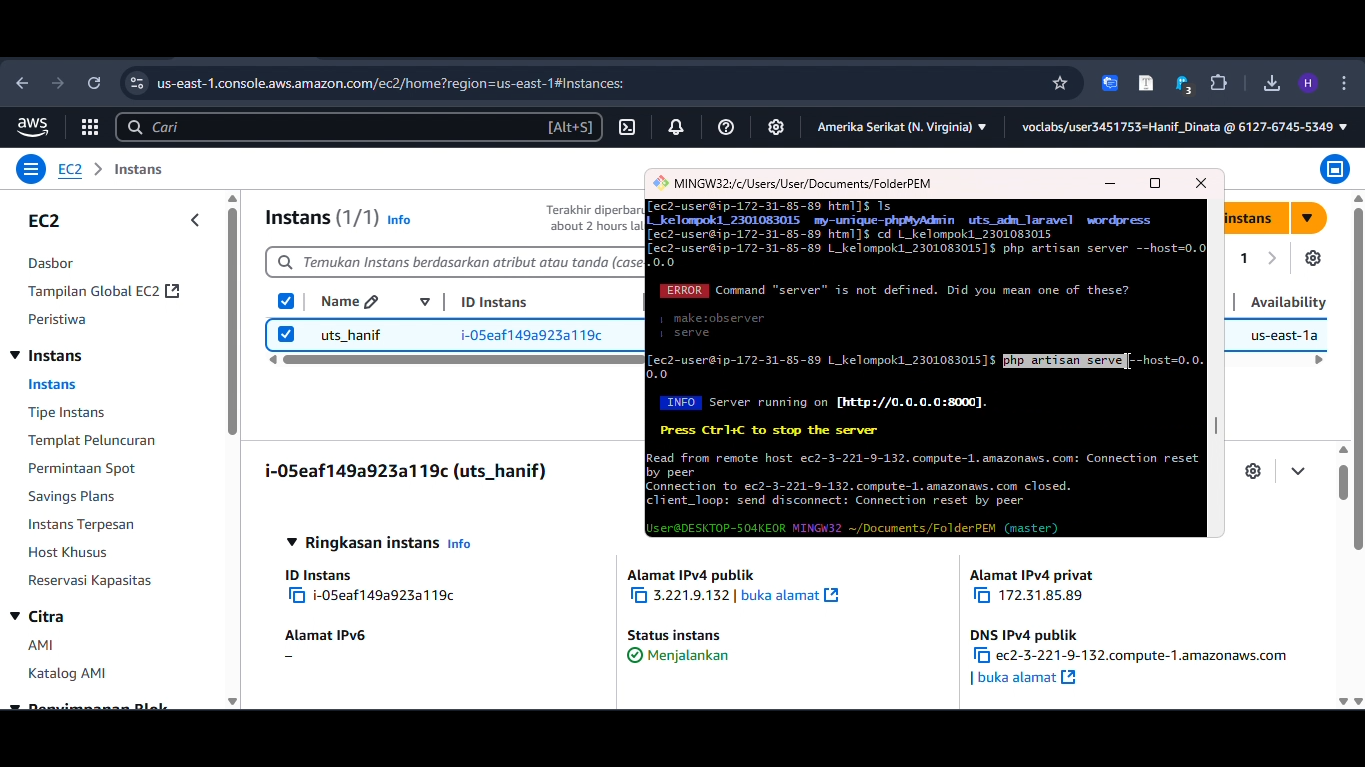 us-east-1.console.aws.amazon.com/ec2/home?region=us-east-1#Instances:
3
H
aws
Cari
[Alt+S]
Amerika Serikat (N. Virginia)
voclabs/user3451753=Hanif_Dinata @ 6127-6745-5349
EC2
Instans
EC2
Dasbor
Tampilan Global EC2
Peristiwa
Instans
Instans
Tipe Instans
Templat Peluncuran
Permintaan Spot
Savings Plans
Instans Terpesan
Host Khusus
Reservasi Kapasitas
Citra
AMI
Katalog AMI
Instans (1/1) Info
Terakhir diperbaru
about 2 hours lal
instans
Temukan Instans berdasarkan atribut atau tanda (case
1
Name
ID Instans
Availability
uts_hanif
i-05eaf149a923a119c
us-east-1a
MINGW32:/c/Users/User/Documents/FolderPEM
[ec2-user@ip-172-31-85-89 html]$ ls
L_kelompok1_2301083015 my-unique-phpMyAdmin uts_adm_laravel wordpress
[ec2-user@ip-172-31-85-89 html]$ cd L_kelompok1_2301083015
[ec2-user@ip-172-31-85-89 L_kelompok1_2301083015]$ php artisan server --host=0.0
.0.0
ERROR Command "server" is not defined. Did you mean one of these?
make:observer
serve
[ec2-user@ip-172-31-85-89 L_kelompok1_2301083015]$ php artisan serve --host=0.0.
0.0
INFO Server running on [http://0.0.0.0:8000].
Press Ctrl+C to stop the server
Read from remote host ec2-3-221-9-132.compute-1.amazonaws.com: Connection reset
by peer
Connection to ec2-3-221-9-132.compute-1.amazonaws.com closed.
client_loop: send disconnect: Connection reset by peer
User@DESKTOP-504KEOR MINGW32 ~/Documents/FolderPEM (master)
i-05eaf149a923a119c (uts_hanif)
Ringkasan instans Info
ID Instans
i-05eaf149a923a119c
Alamat IPv4 publik
3.221.9.132 | buka alamat
Alamat IPv4 privat
172.31.85.89
Alamat IPv6
–
Status instans
Menjalankan
DNS IPv4 publik
ec2-3-221-9-132.compute-1.amazonaws.com
| buka alamat